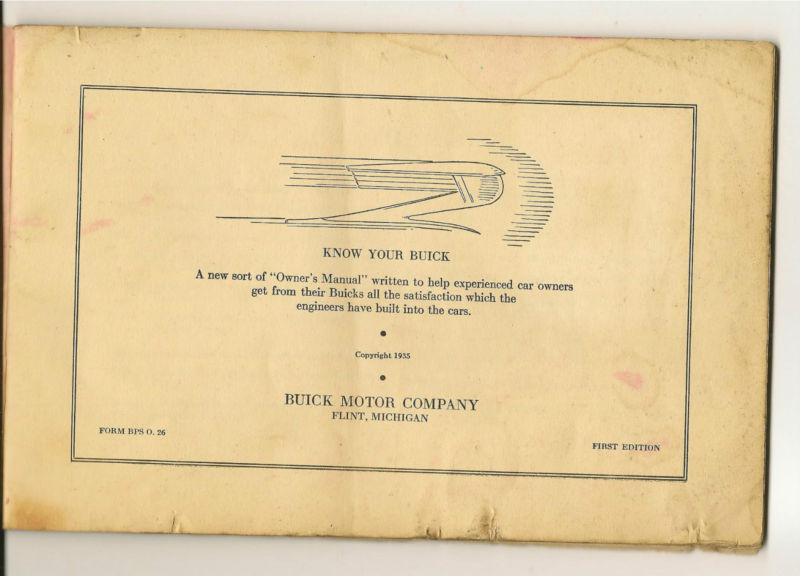 KNOW YOUR BUICK
A new sort of "Owner's Manual" written to help experienced car owners
get from their Buicks all the satisfaction which the
engineers have built into the cars.
Copyright 1935
BUICK MOTOR COMPANY
FLINT, MICHIGAN
FORM BPS O. 26
FIRST EDITION